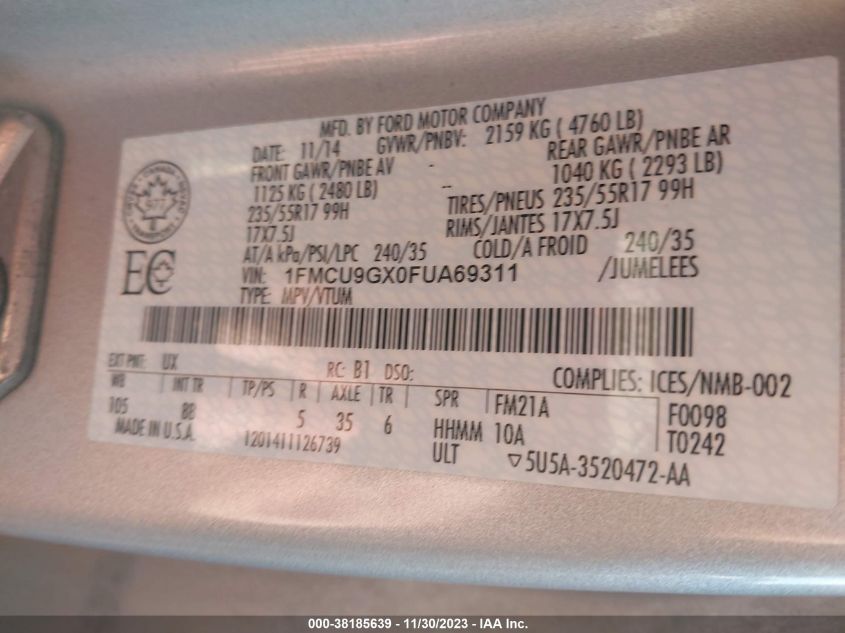 MFD. BY FORD MOTOR COMPANY
DATE: 11/14 GVWR/PNBV: 2159 KG ( 4760 LB)
FRONT GAWR/PNBE AV - REAR GAWR/PNBE AR
1125 KG ( 2480 LB) -- 1040 KG ( 2293 LB)
235/55R17 99H TIRES/PNEUS 235/55R17 99H
17X7.5J RIMS/JANTES 17X7.5J
AT/A kPa/PSI/LPC 240/35 COLD/A FROID 240/35
VIN: 1FMCU9GX0FUA69311 /JUMELEES
TYPE: MPV/VTUM
EC
EXT PNT: UX RC: B1 DSO: COMPLIES: ICES/NMB-002
WB INT TR TP/PS R AXLE TR SPR FM21A F0098
105 BB 5 35 6 HHMM 10A T0242
MADE IN U.S.A. 1201411126739 ULT ▽5U5A-3520472-AA
000-38185639 - 11/30/2023 - IAA Inc.